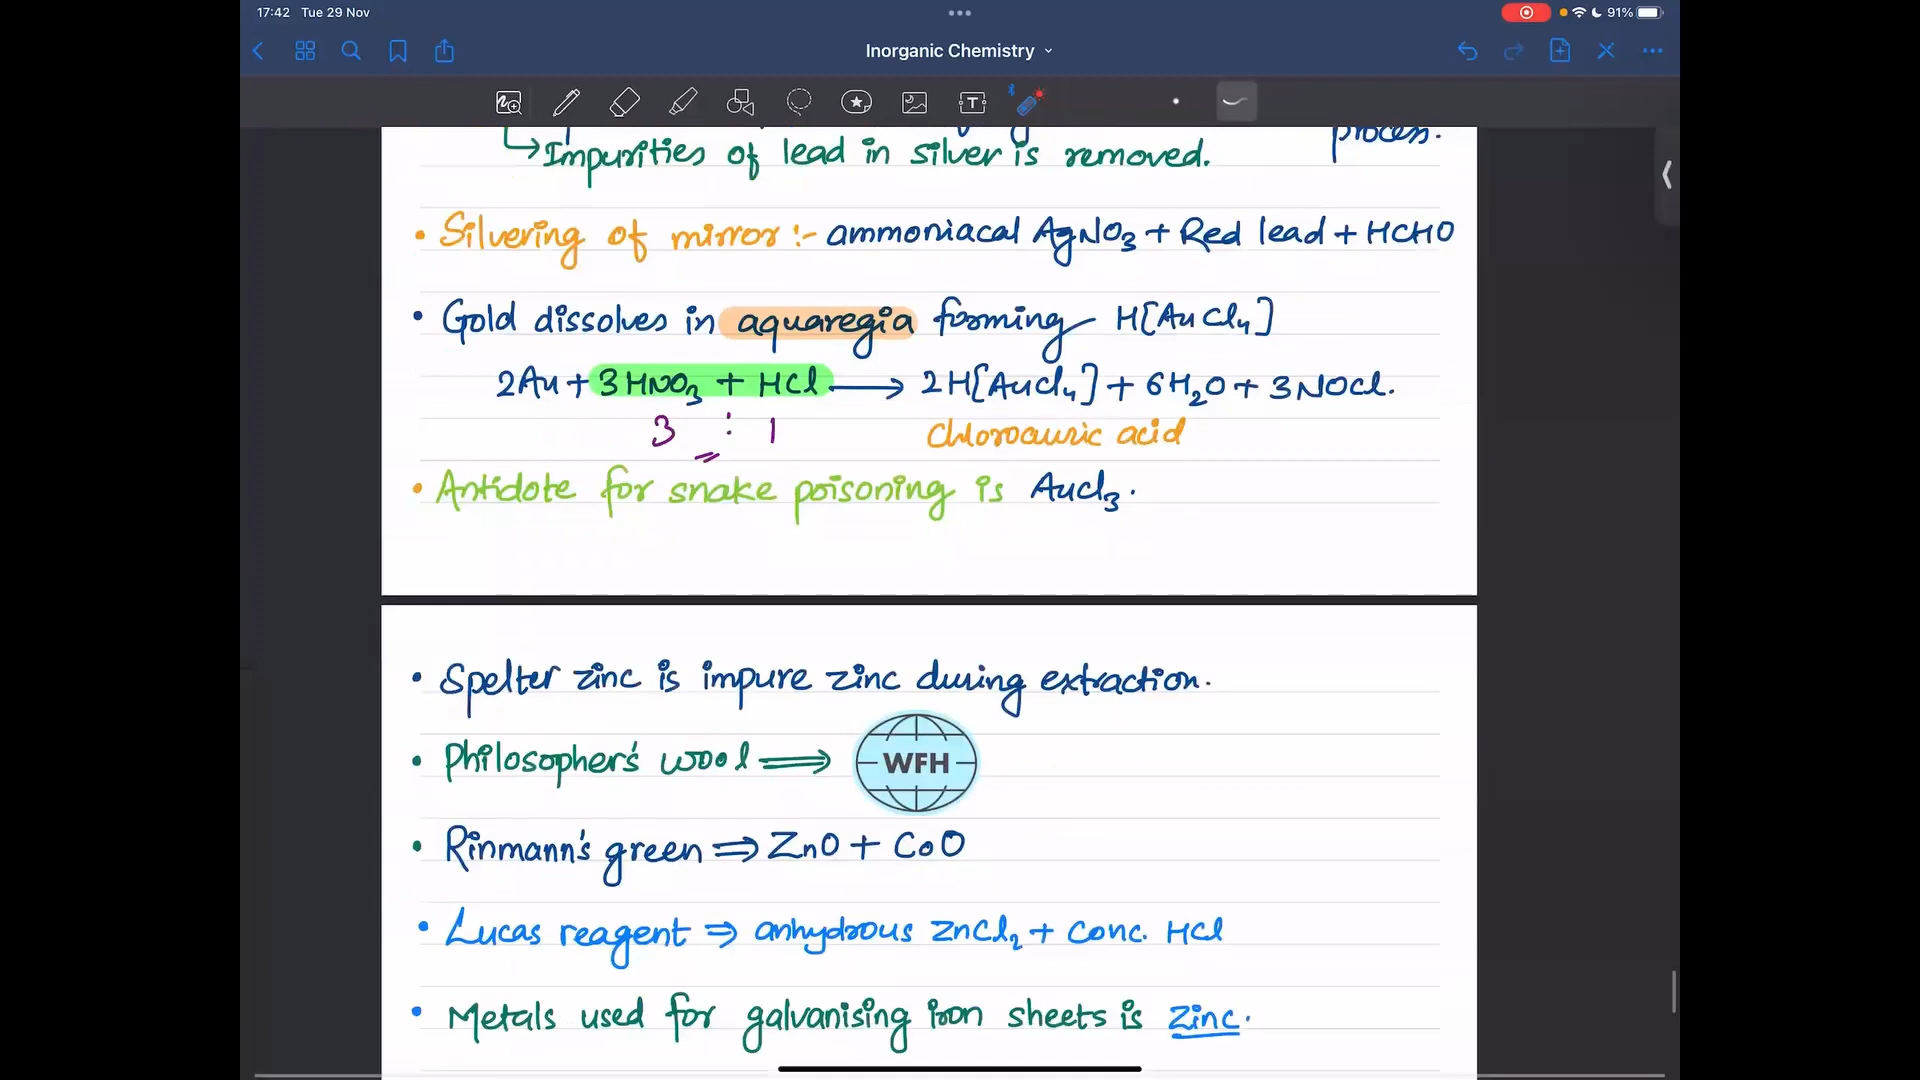 17:42 Tue 29 Nov
91%
Inorganic Chemistry
T
process.
↳Impurities of lead in silver is removed.
• Silvering of mirror :- ammoniacal AgNO₃ + Red lead + HCHO
• Gold dissolves in aquaregia forming H[AuCl₄]
2Au + 3HNO₃ + HCl ⟶ 2H[AuCl₄] + 6H₂O + 3NOCl.
3 : 1 Chloroauric acid
• Antidote for snake poisoning is AuCl₃.
• Spelter zinc is impure zinc during extraction.
• Philosopher's wool ⟹ WFH
• Rinmann's green ⇒ ZnO + CoO
• Lucas reagent ⇒ anhydrous ZnCl₂ + Conc. HCl
• Metals used for galvanising iron sheets is Zinc.